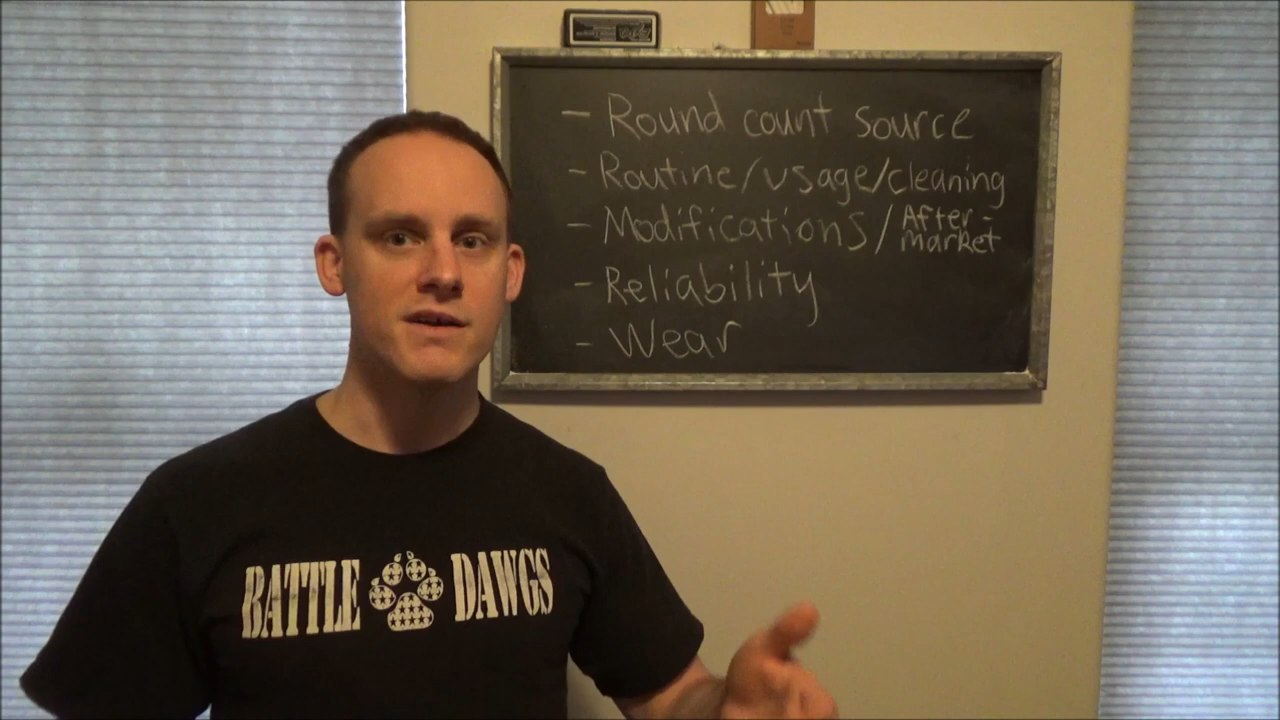 - Round count source
- Routine/usage/cleaning
- Modifications/After-
market
- Reliability
- Wear
BATTLE DAWGS